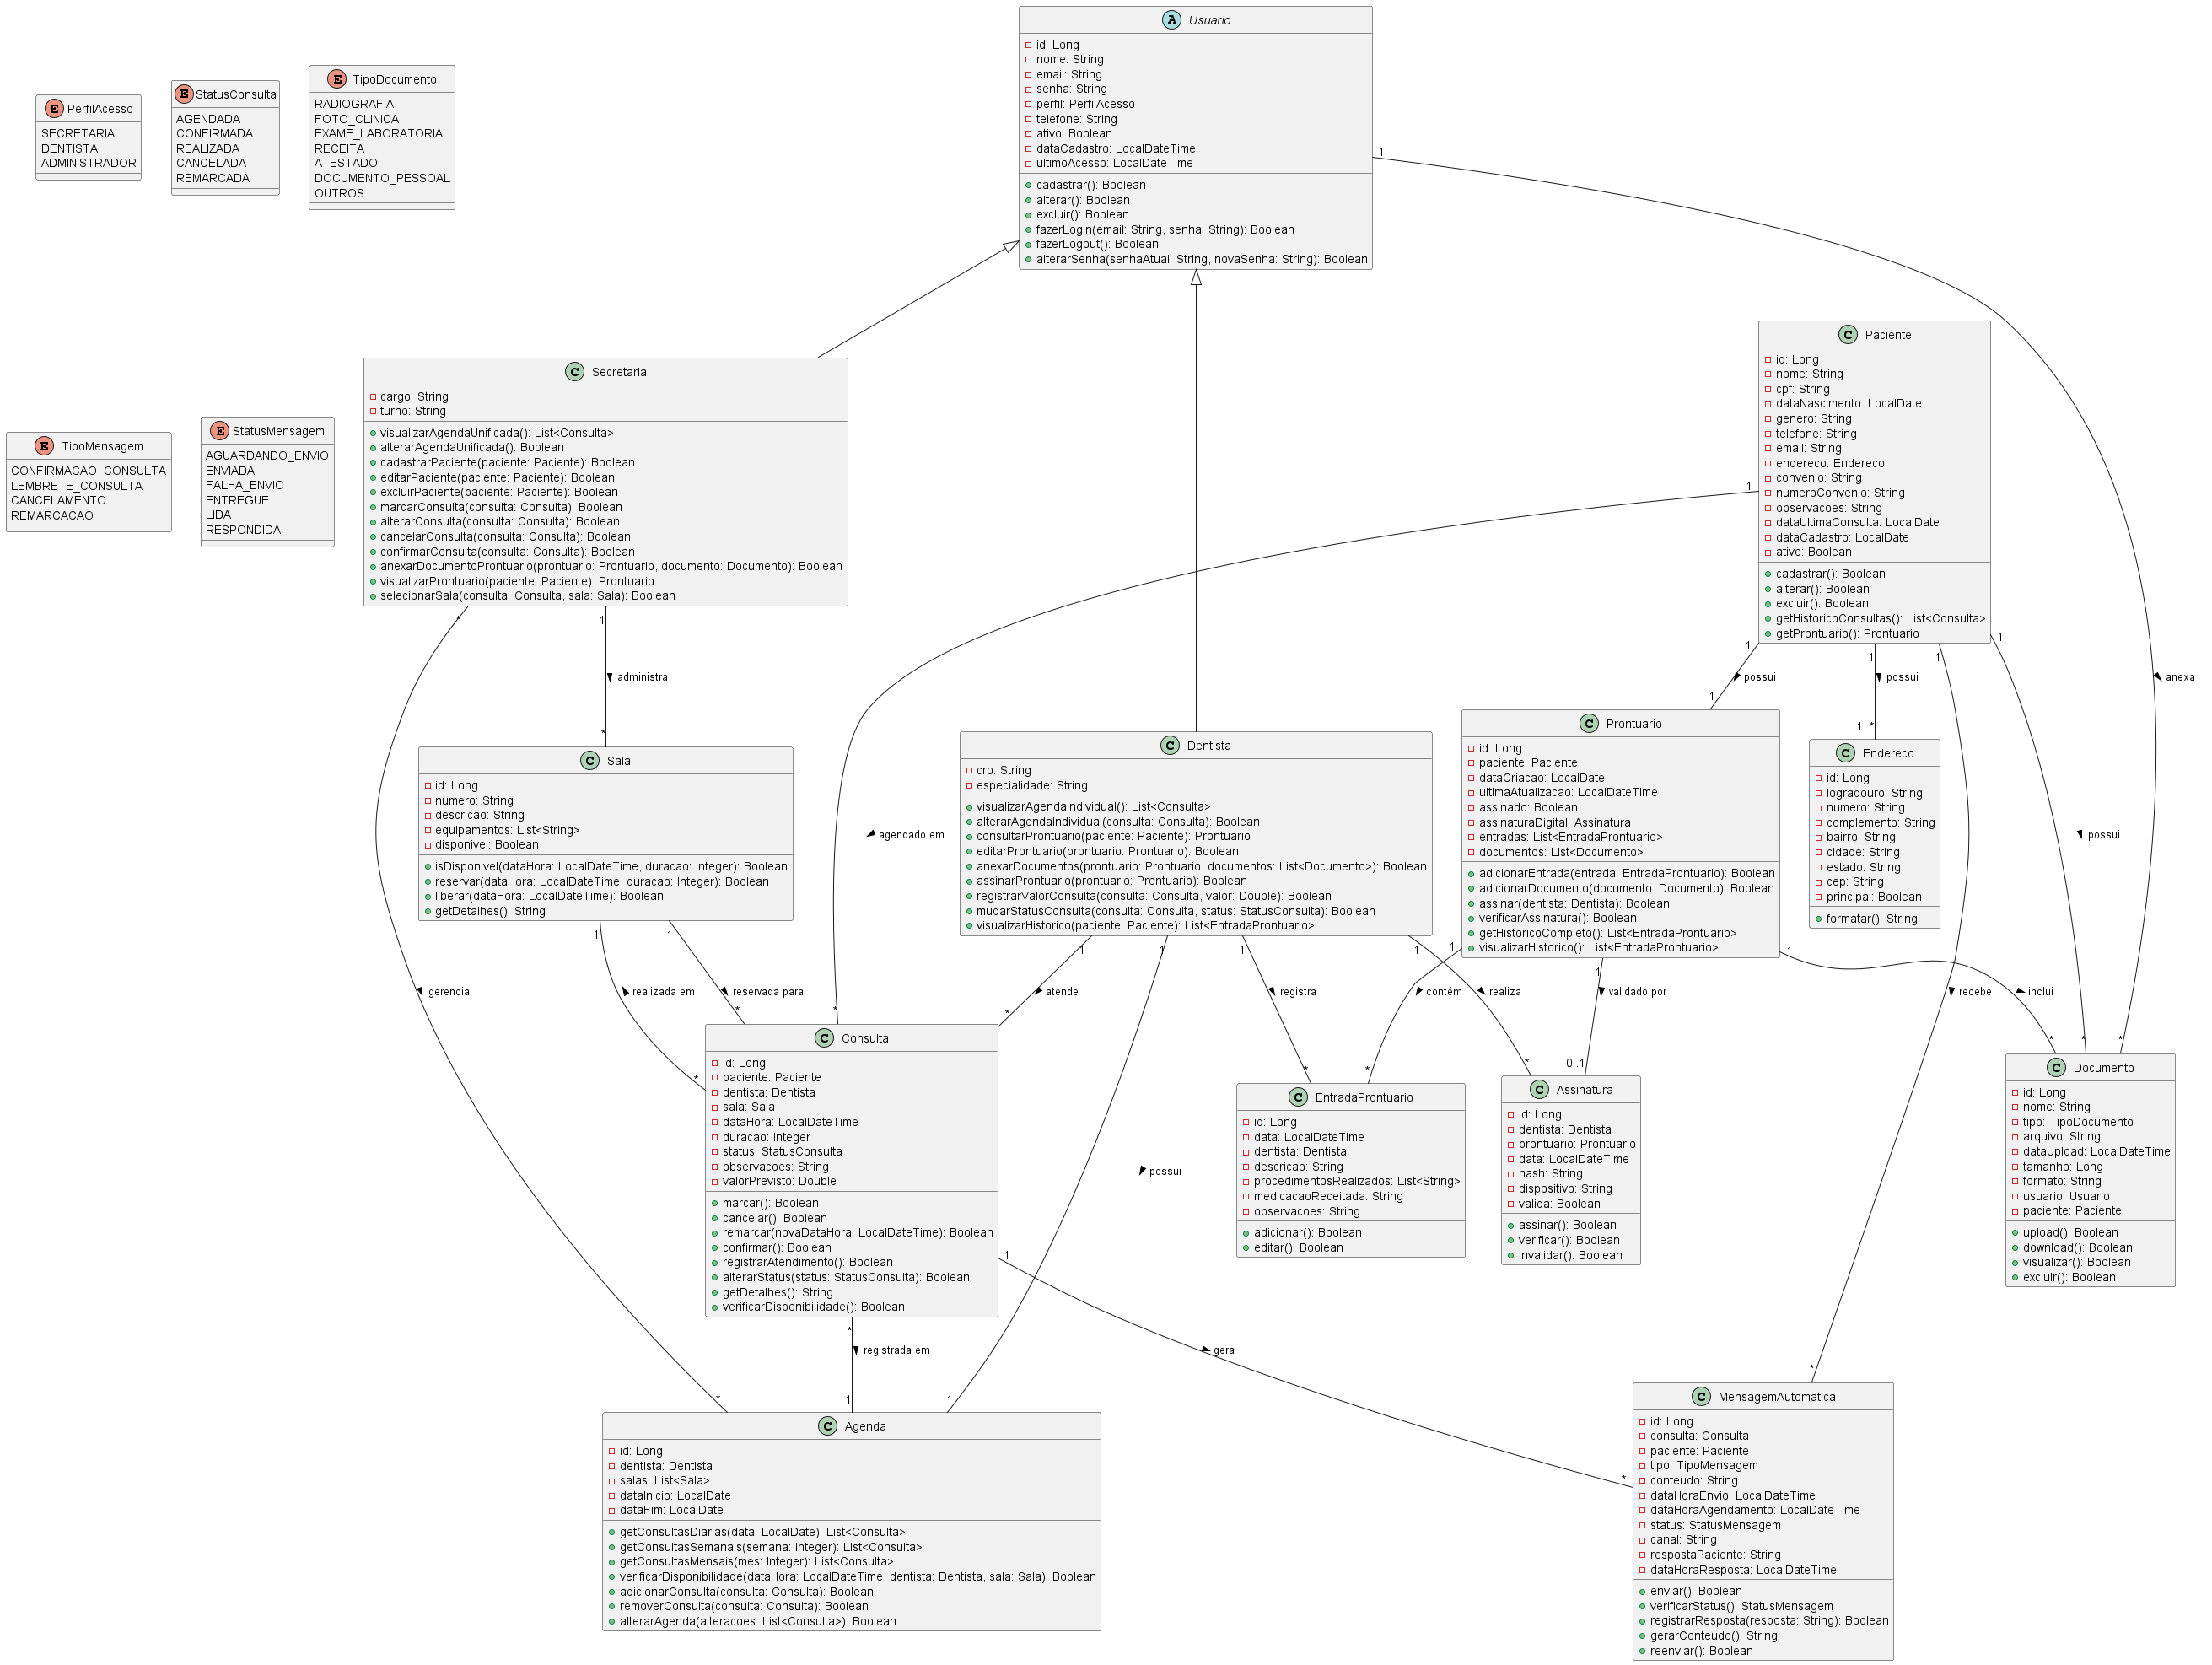 Usuario
id: Long
nome: String
email: String
senha: String
perfil: PerfilAcesso
telefone: String
ativo: Boolean
dataCadastro: LocalDateTime
ultimoAcesso: LocalDateTime
cadastrar(): Boolean
alterar(): Boolean
excluir(): Boolean
fazerLogin(email: String, senha: String): Boolean
fazerLogout(): Boolean
alterarSenha(senhaAtual: String, novaSenha: String): Boolean
PerfilAcesso
SECRETARIA
DENTISTA
ADMINISTRADOR
StatusConsulta
AGENDADA
CONFIRMADA
REALIZADA
CANCELADA
REMARCADA
TipoDocumento
RADIOGRAFIA
FOTO_CLINICA
EXAME_LABORATORIAL
RECEITA
ATESTADO
DOCUMENTO_PESSOAL
OUTROS
TipoMensagem
CONFIRMACAO_CONSULTA
LEMBRETE_CONSULTA
CANCELAMENTO
REMARCACAO
StatusMensagem
AGUARDANDO_ENVIO
ENVIADA
FALHA_ENVIO
ENTREGUE
LIDA
RESPONDIDA
Secretaria
cargo: String
turno: String
visualizarAgendaUnificada(): List<Consulta>
alterarAgendaUnificada(): Boolean
cadastrarPaciente(paciente: Paciente): Boolean
editarPaciente(paciente: Paciente): Boolean
excluirPaciente(paciente: Paciente): Boolean
marcarConsulta(consulta: Consulta): Boolean
alterarConsulta(consulta: Consulta): Boolean
cancelarConsulta(consulta: Consulta): Boolean
confirmarConsulta(consulta: Consulta): Boolean
anexarDocumentoProntuario(prontuario: Prontuario, documento: Documento): Boolean
visualizarProntuario(paciente: Paciente): Prontuario
selecionarSala(consulta: Consulta, sala: Sala): Boolean
Paciente
id: Long
nome: String
cpf: String
dataNascimento: LocalDate
genero: String
telefone: String
email: String
endereco: Endereco
convenio: String
numeroConvenio: String
observacoes: String
dataUltimaConsulta: LocalDate
dataCadastro: LocalDate
ativo: Boolean
cadastrar(): Boolean
alterar(): Boolean
excluir(): Boolean
getHistoricoConsultas(): List<Consulta>
getProntuario(): Prontuario
1
1
*
1
administra
*
1
possui
1
1
possui
1..*
1
1
anexa
Sala
id: Long
numero: String
descricao: String
equipamentos: List<String>
disponivel: Boolean
isDisponivel(dataHora: LocalDateTime, duracao: Integer): Boolean
reservar(dataHora: LocalDateTime, duracao: Integer): Boolean
liberar(dataHora: LocalDateTime): Boolean
getDetalhes(): String
agendado em
Dentista
cro: String
especialidade: String
visualizarAgendaIndividual(): List<Consulta>
alterarAgendaIndividual(consulta: Consulta): Boolean
consultarProntuario(paciente: Paciente): Prontuario
editarProntuario(prontuario: Prontuario): Boolean
anexarDocumentos(prontuario: Prontuario, documentos: List<Documento>): Boolean
assinarProntuario(prontuario: Prontuario): Boolean
registrarValorConsulta(consulta: Consulta, valor: Double): Boolean
mudarStatusConsulta(consulta: Consulta, status: StatusConsulta): Boolean
visualizarHistorico(paciente: Paciente): List<EntradaProntuario>
Prontuario
id: Long
paciente: Paciente
dataCriacao: LocalDate
ultimaAtualizacao: LocalDateTime
assinado: Boolean
assinaturaDigital: Assinatura
entradas: List<EntradaProntuario>
documentos: List<Documento>
adicionarEntrada(entrada: EntradaProntuario): Boolean
adicionarDocumento(documento: Documento): Boolean
assinar(dentista: Dentista): Boolean
verificarAssinatura(): Boolean
getHistoricoCompleto(): List<EntradaProntuario>
visualizarHistorico(): List<EntradaProntuario>
Endereco
id: Long
logradouro: String
numero: String
complemento: String
bairro: String
cidade: String
estado: String
cep: String
principal: Boolean
formatar(): String
possui
gerencia
1
realizada em
*
1
reservada para
*
*
1
atende
*
1
possui
1
1
registra
*
1
realiza
*
1
contém
*
1
validado por
0..1
recebe
*
1
inclui
*
*
*
Consulta
id: Long
paciente: Paciente
dentista: Dentista
sala: Sala
dataHora: LocalDateTime
duracao: Integer
status: StatusConsulta
observacoes: String
valorPrevisto: Double
marcar(): Boolean
cancelar(): Boolean
remarcar(novaDataHora: LocalDateTime): Boolean
confirmar(): Boolean
registrarAtendimento(): Boolean
alterarStatus(status: StatusConsulta): Boolean
getDetalhes(): String
verificarDisponibilidade(): Boolean
EntradaProntuario
id: Long
data: LocalDateTime
dentista: Dentista
descricao: String
procedimentosRealizados: List<String>
medicacaoReceitada: String
observacoes: String
adicionar(): Boolean
editar(): Boolean
Assinatura
id: Long
dentista: Dentista
prontuario: Prontuario
data: LocalDateTime
hash: String
dispositivo: String
valida: Boolean
assinar(): Boolean
verificar(): Boolean
invalidar(): Boolean
Documento
id: Long
nome: String
tipo: TipoDocumento
arquivo: String
dataUpload: LocalDateTime
tamanho: Long
formato: String
usuario: Usuario
paciente: Paciente
upload(): Boolean
download(): Boolean
visualizar(): Boolean
excluir(): Boolean
*
registrada em
1
*
1
gera
*
Agenda
id: Long
dentista: Dentista
salas: List<Sala>
dataInicio: LocalDate
dataFim: LocalDate
getConsultasDiarias(data: LocalDate): List<Consulta>
getConsultasSemanais(semana: Integer): List<Consulta>
getConsultasMensais(mes: Integer): List<Consulta>
verificarDisponibilidade(dataHora: LocalDateTime, dentista: Dentista, sala: Sala): Boolean
adicionarConsulta(consulta: Consulta): Boolean
removerConsulta(consulta: Consulta): Boolean
alterarAgenda(alteracoes: List<Consulta>): Boolean
MensagemAutomatica
id: Long
consulta: Consulta
paciente: Paciente
tipo: TipoMensagem
conteudo: String
dataHoraEnvio: LocalDateTime
dataHoraAgendamento: LocalDateTime
status: StatusMensagem
canal: String
respostaPaciente: String
dataHoraResposta: LocalDateTime
enviar(): Boolean
verificarStatus(): StatusMensagem
registrarResposta(resposta: String): Boolean
gerarConteudo(): String
reenviar(): Boolean